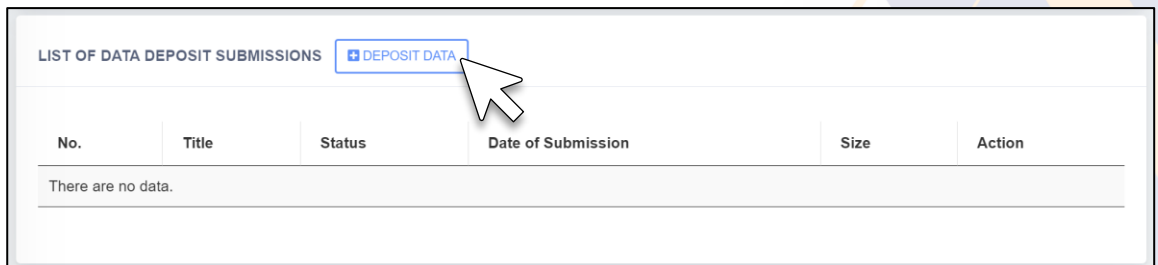 LIST OF DATA DEPOSIT SUBMISSIONS DEPOSIT DATA
No. Title Status Date of Submission Size Action
There are no data.